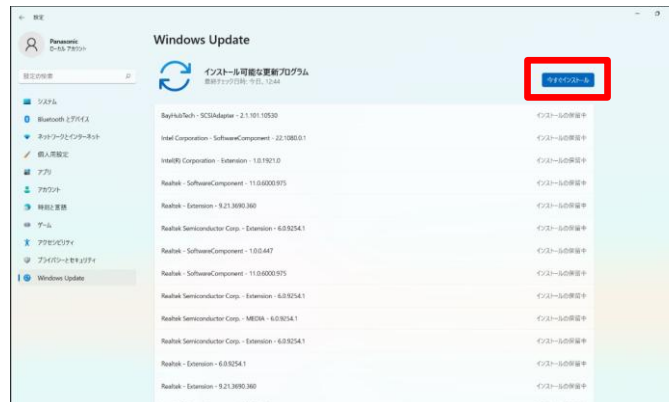 ← 設定
Panasonic
ローカル アカウント
設定の検索
システム
Bluetooth とデバイス
ネットワークとインターネット
個人用設定
アプリ
アカウント
時刻と言語
ゲーム
アクセシビリティ
プライバシーとセキュリティ
Windows Update
Windows Update
インストール可能な更新プログラム
最終チェック日時: 今日、12:44
今すぐインストール
BayHubTech - SCSIAdapter - 2.1.101.10530 インストールの保留中
Intel Corporation - SoftwareComponent - 22.1080.0.1 インストールの保留中
Intel(R) Corporation - Extension - 1.0.1921.0 インストールの保留中
Realtek - SoftwareComponent - 11.0.6000.975 インストールの保留中
Realtek - Extension - 9.21.3690.360 インストールの保留中
Realtek Semiconductor Corp. - Extension - 6.0.9254.1 インストールの保留中
Realtek - SoftwareComponent - 1.0.0.447 インストールの保留中
Realtek - SoftwareComponent - 11.0.6000.975 インストールの保留中
Realtek Semiconductor Corp. - Extension - 6.0.9254.1 インストールの保留中
Realtek Semiconductor Corp. - MEDIA - 6.0.9254.1 インストールの保留中
Realtek Semiconductor Corp. - Extension - 6.0.9254.1 インストールの保留中
Realtek - Extension - 6.0.9254.1 インストールの保留中
Realtek - Extension - 9.21.3690.360 インストールの保留中